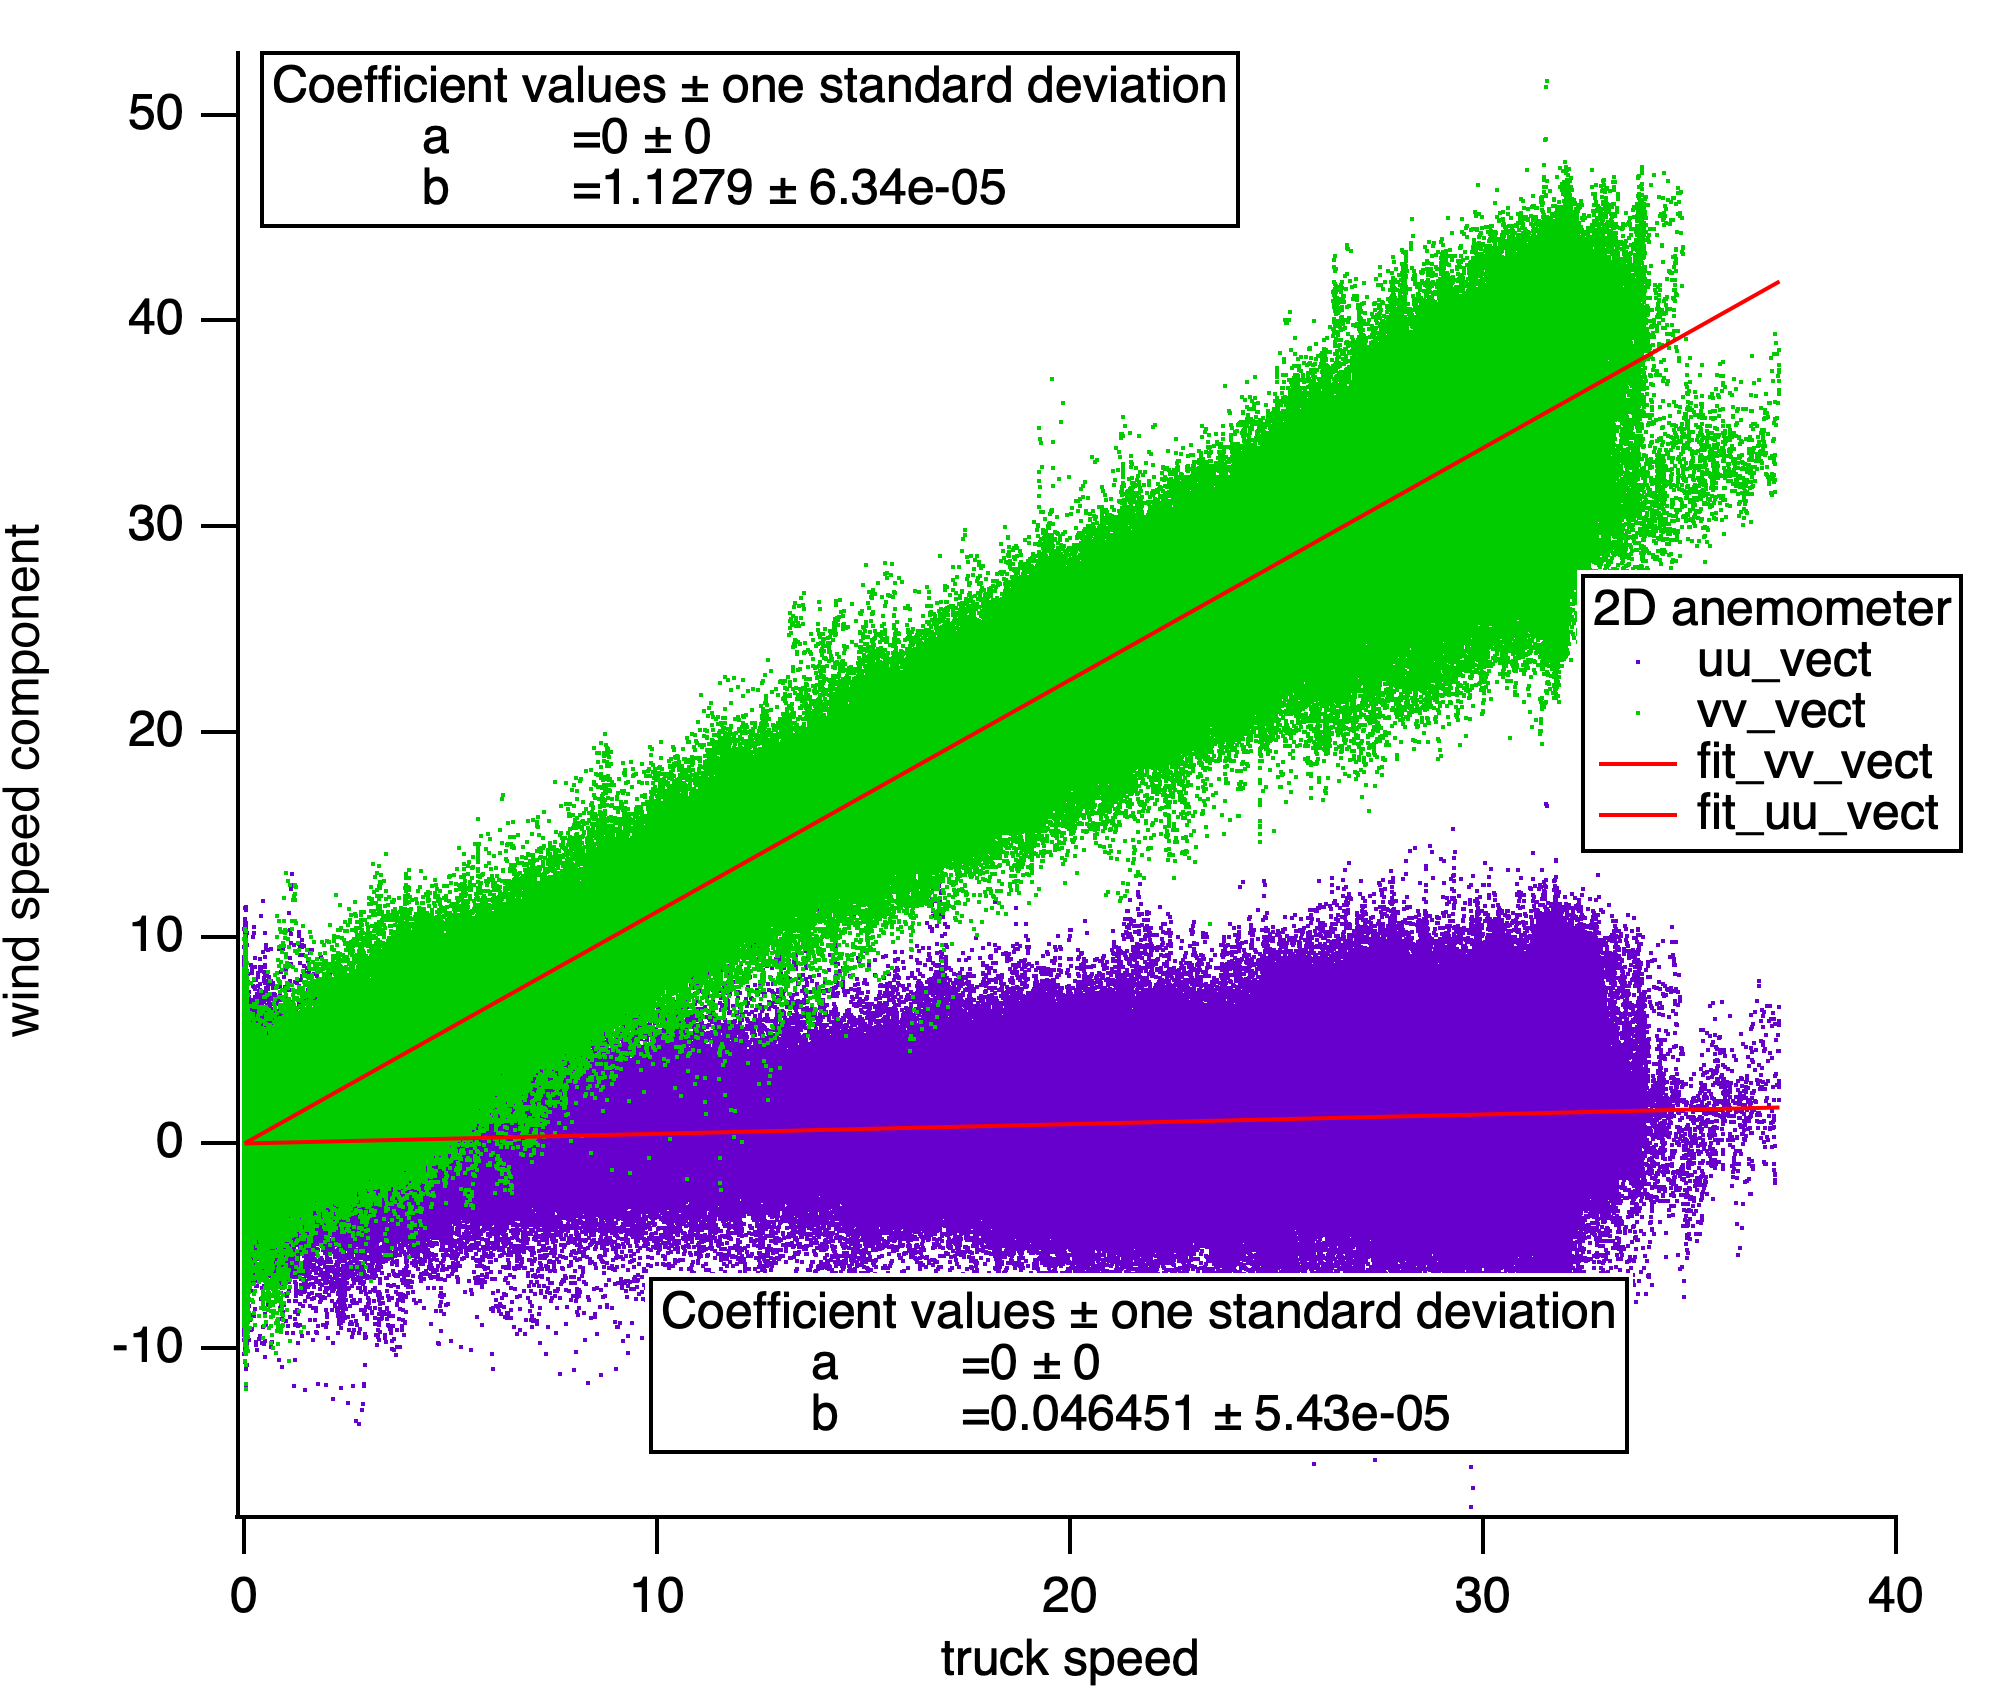 Coefficient values ± one standard deviation
a =0 ± 0
b =1.1279 ± 6.34e-05
50
40
30
20
10
0
-10
wind speed component
2D anemometer
uu_vect
vv_vect
fit_vv_vect
fit_uu_vect
Coefficient values ± one standard deviation
a =0 ± 0
b =0.046451 ± 5.43e-05
0 10 20 30 40
truck speed